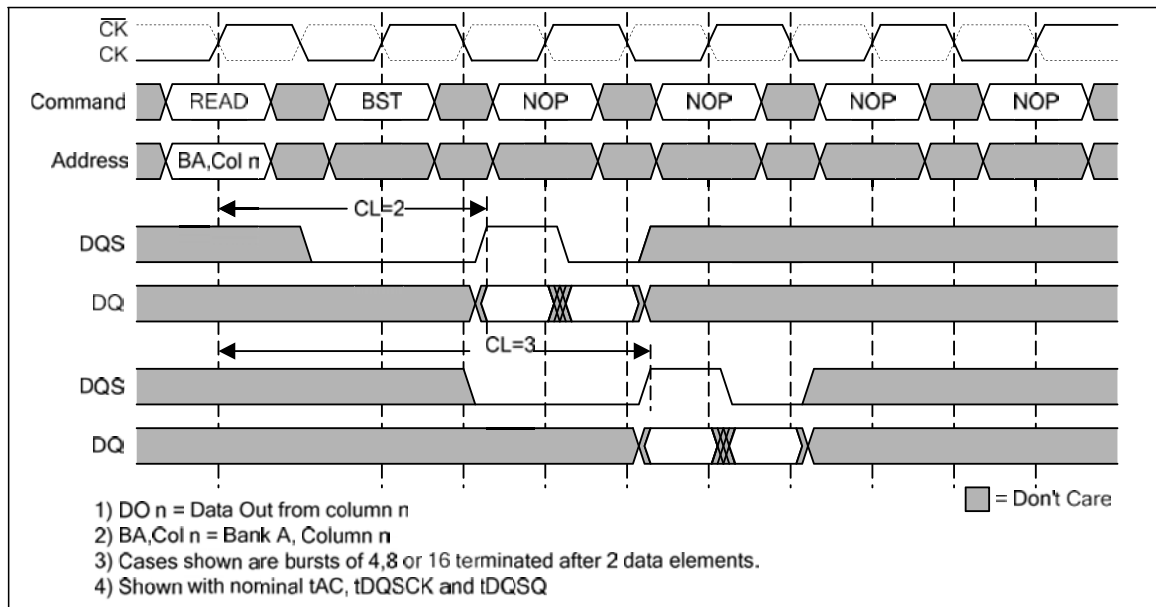 C̅K̅
CK
Command READ BST NOP NOP NOP NOP
Address BA,Col n
CL=2
DQS
DQ
CL=3
DQS
DQ
= Don't Care
1) DO n = Data Out from column n
2) BA,Col n = Bank A, Column n
3) Cases shown are bursts of 4,8 or 16 terminated after 2 data elements.
4) Shown with nominal tAC, tDQSCK and tDQSQ